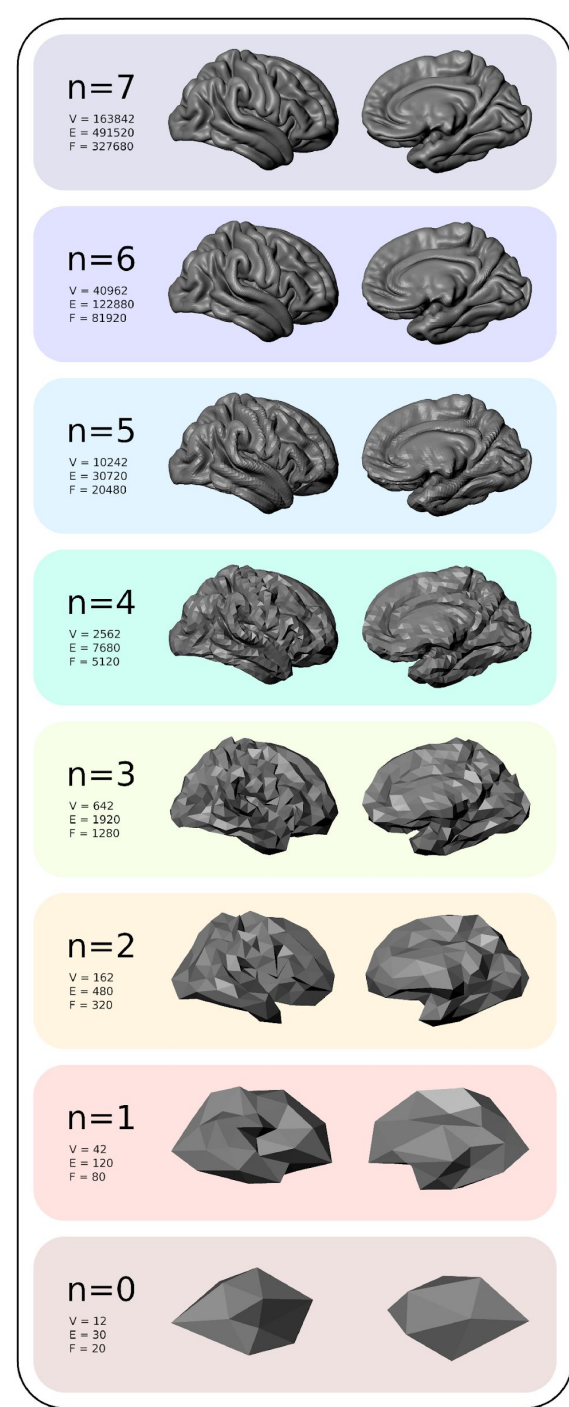 n=7
V = 163842
E = 491520
F = 327680
n=6
V = 40962
E = 122880
F = 81920
n=5
V = 10242
E = 30720
F = 20480
n=4
V = 2562
E = 7680
F = 5120
n=3
V = 642
E = 1920
F = 1280
n=2
V = 162
E = 480
F = 320
n=1
V = 42
E = 120
F = 80
n=0
V = 12
E = 30
F = 20